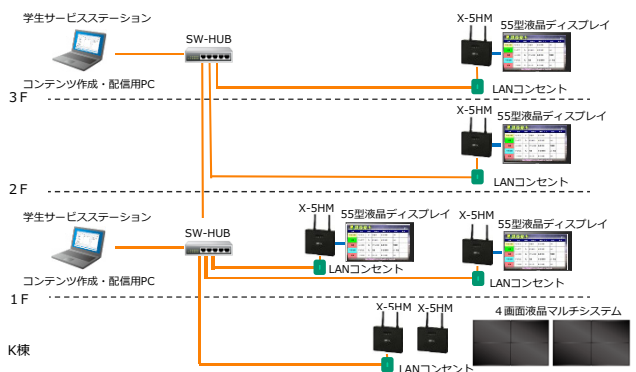 学生サービスステーション
SW-HUB
X-5HM
55型液晶ディスプレイ
コンテンツ作成・配信用PC
LANコンセント
3F
X-5HM
55型液晶ディスプレイ
LANコンセント
2F
学生サービスステーション
SW-HUB
X-5HM
55型液晶ディスプレイ
X-5HM
55型液晶ディスプレイ
コンテンツ作成・配信用PC
LANコンセント
LANコンセント
1F
X-5HM
X-5HM
4画面液晶マルチシステム
K棟
LANコンセント